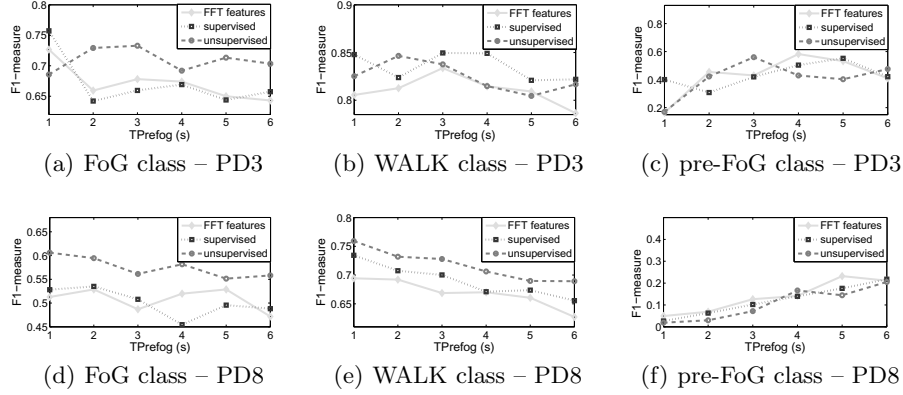 0.8
0.75
0.7
0.65
F1−measure
FFT features
supervised
unsupervised
1 2 3 4 5 6
TPrefog (s)
(a) FoG class – PD3
0.9
0.85
0.8
F1−measure
FFT features
supervised
unsupervised
1 2 3 4 5 6
TPrefog (s)
(b) WALK class – PD3
0.8
0.6
0.4
0.2
F1−measure
FFT features
supervised
unsupervised
1 2 3 4 5 6
TPrefog (s)
(c) pre-FoG class – PD3
0.65
0.6
0.55
0.5
0.45
F1−measure
FFT features
supervised
unsupervised
1 2 3 4 5 6
TPrefog (s)
(d) FoG class – PD8
0.8
0.75
0.7
0.65
F1−measure
FFT features
supervised
unsupervised
1 2 3 4 5 6
TPrefog (s)
(e) WALK class – PD8
0.4
0.3
0.2
0.1
0
F1−measure
FFT features
supervised
unsupervised
1 2 3 4 5 6
TPrefog (s)
(f) pre-FoG class – PD8